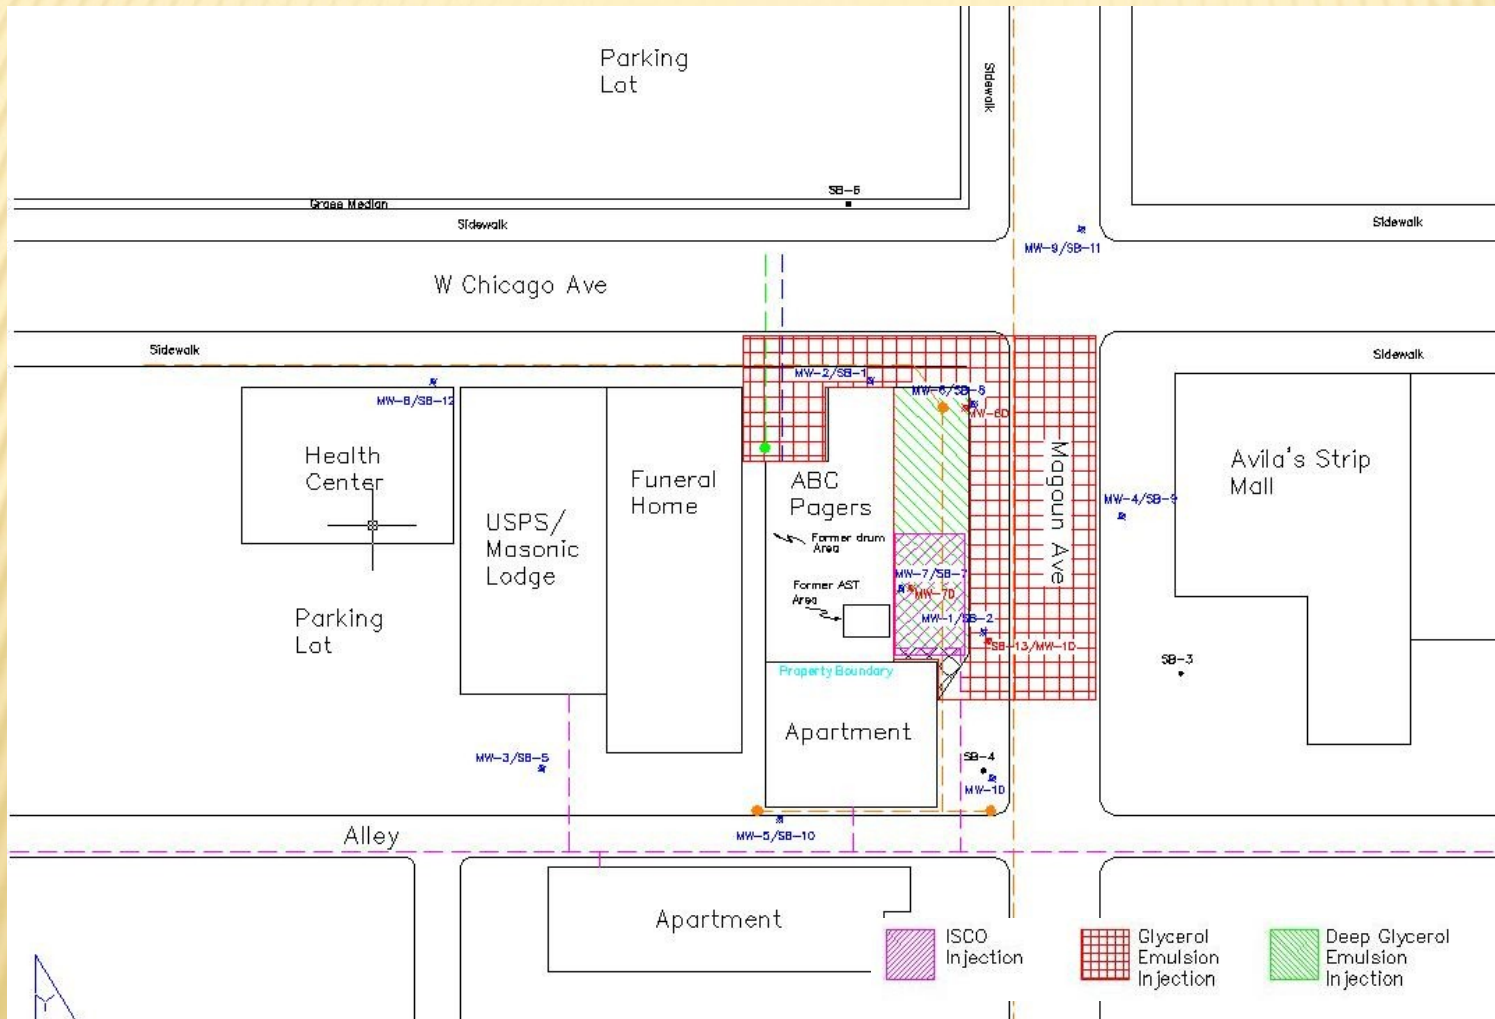 Parking
Lot
Sidewalk
SB-6
Grass Median
Sidewalk
Sidewalk
MW-9/SB-11
W Chicago Ave
Sidewalk
Sidewalk
MW-2/SB-1
MW-8/SB-12
MW-6/SB-8
MW-6D
Health
Center
Funeral
Home
ABC
Pagers
Magoun Ave
Avila's Strip
Mall
MW-4/SB-9
USPS/
Masonic
Lodge
Former drum
Area
Former AST
Area
MW-7/SB-7
MW-7D
MW-1/SB-2
SB-13/MW-1D
Parking
Lot
SB-3
Property Boundary
Apartment
MW-3/SB-5
SB-4
MW-10
Alley
MW-5/SB-10
Apartment
ISCO
Injection
Glycerol
Emulsion
Injection
Deep Glycerol
Emulsion
Injection